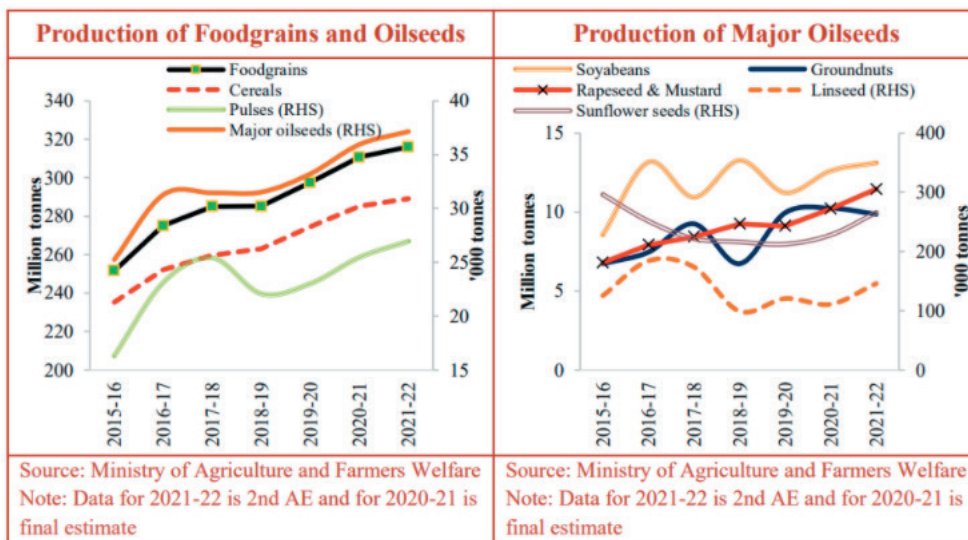 Production of Foodgrains and Oilseeds
Foodgrains
Cereals
Pulses (RHS)
Major oilseeds (RHS)
Million tonnes
340
320
300
280
260
240
220
200
40
35
30
25
20
15
'000 tonnes
2015-16
2016-17
2017-18
2018-19
2019-20
2020-21
2021-22
Source: Ministry of Agriculture and Farmers Welfare
Note: Data for 2021-22 is 2nd AE and for 2020-21 is
final estimate
Production of Major Oilseeds
Soyabeans
Groundnuts
Rapeseed & Mustard
Linseed (RHS)
Sunflower seeds (RHS)
Million tonnes
15
10
5
0
400
300
200
100
0
'000 tonnes
2015-16
2016-17
2017-18
2018-19
2019-20
2020-21
2021-22
Source: Ministry of Agriculture and Farmers Welfare
Note: Data for 2021-22 is 2nd AE and for 2020-21 is
final estimate